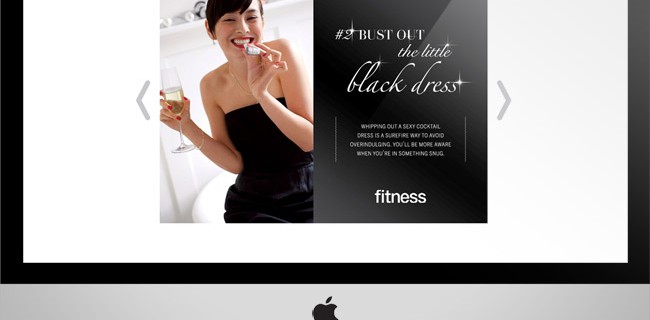 #2 BUST OUT
the little
black dress
WHIPPING OUT A SEXY COCKTAIL
DRESS IS A SUREFIRE WAY TO AVOID
OVERINDULGING. YOU'LL BE MORE AWARE
WHEN YOU'RE IN SOMETHING SNUG.
fitness